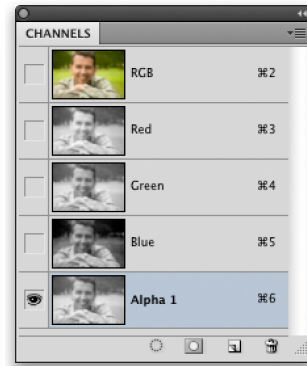 CHANNELS
RGB ⌘2
Red ⌘3
Green ⌘4
Blue ⌘5
Alpha 1 ⌘6